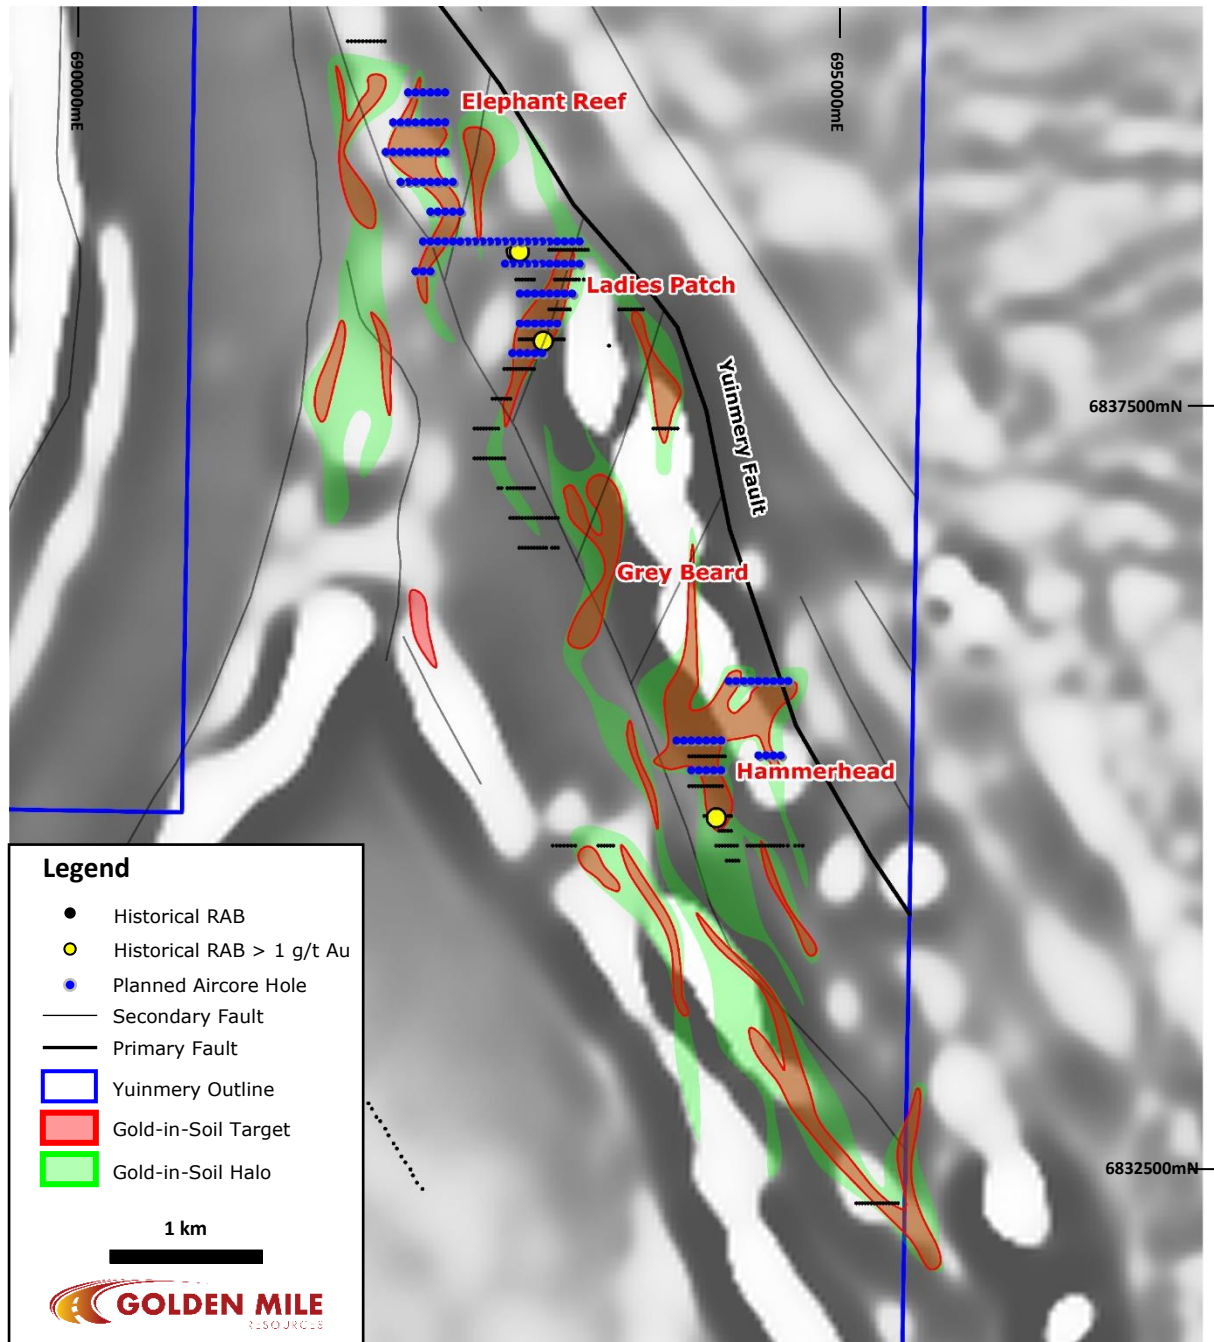 690000mE
695000mE
Elephant Reef
Ladies Patch
Yuinmery Fault
6837500mN
Grey Beard
Hammerhead
Legend
Historical RAB
Historical RAB > 1 g/t Au
Planned Aircore Hole
Secondary Fault
Primary Fault
Yuinmery Outline
Gold-in-Soil Target
Gold-in-Soil Halo
6832500mN
1 km
GOLDEN MILE
RESOURCES